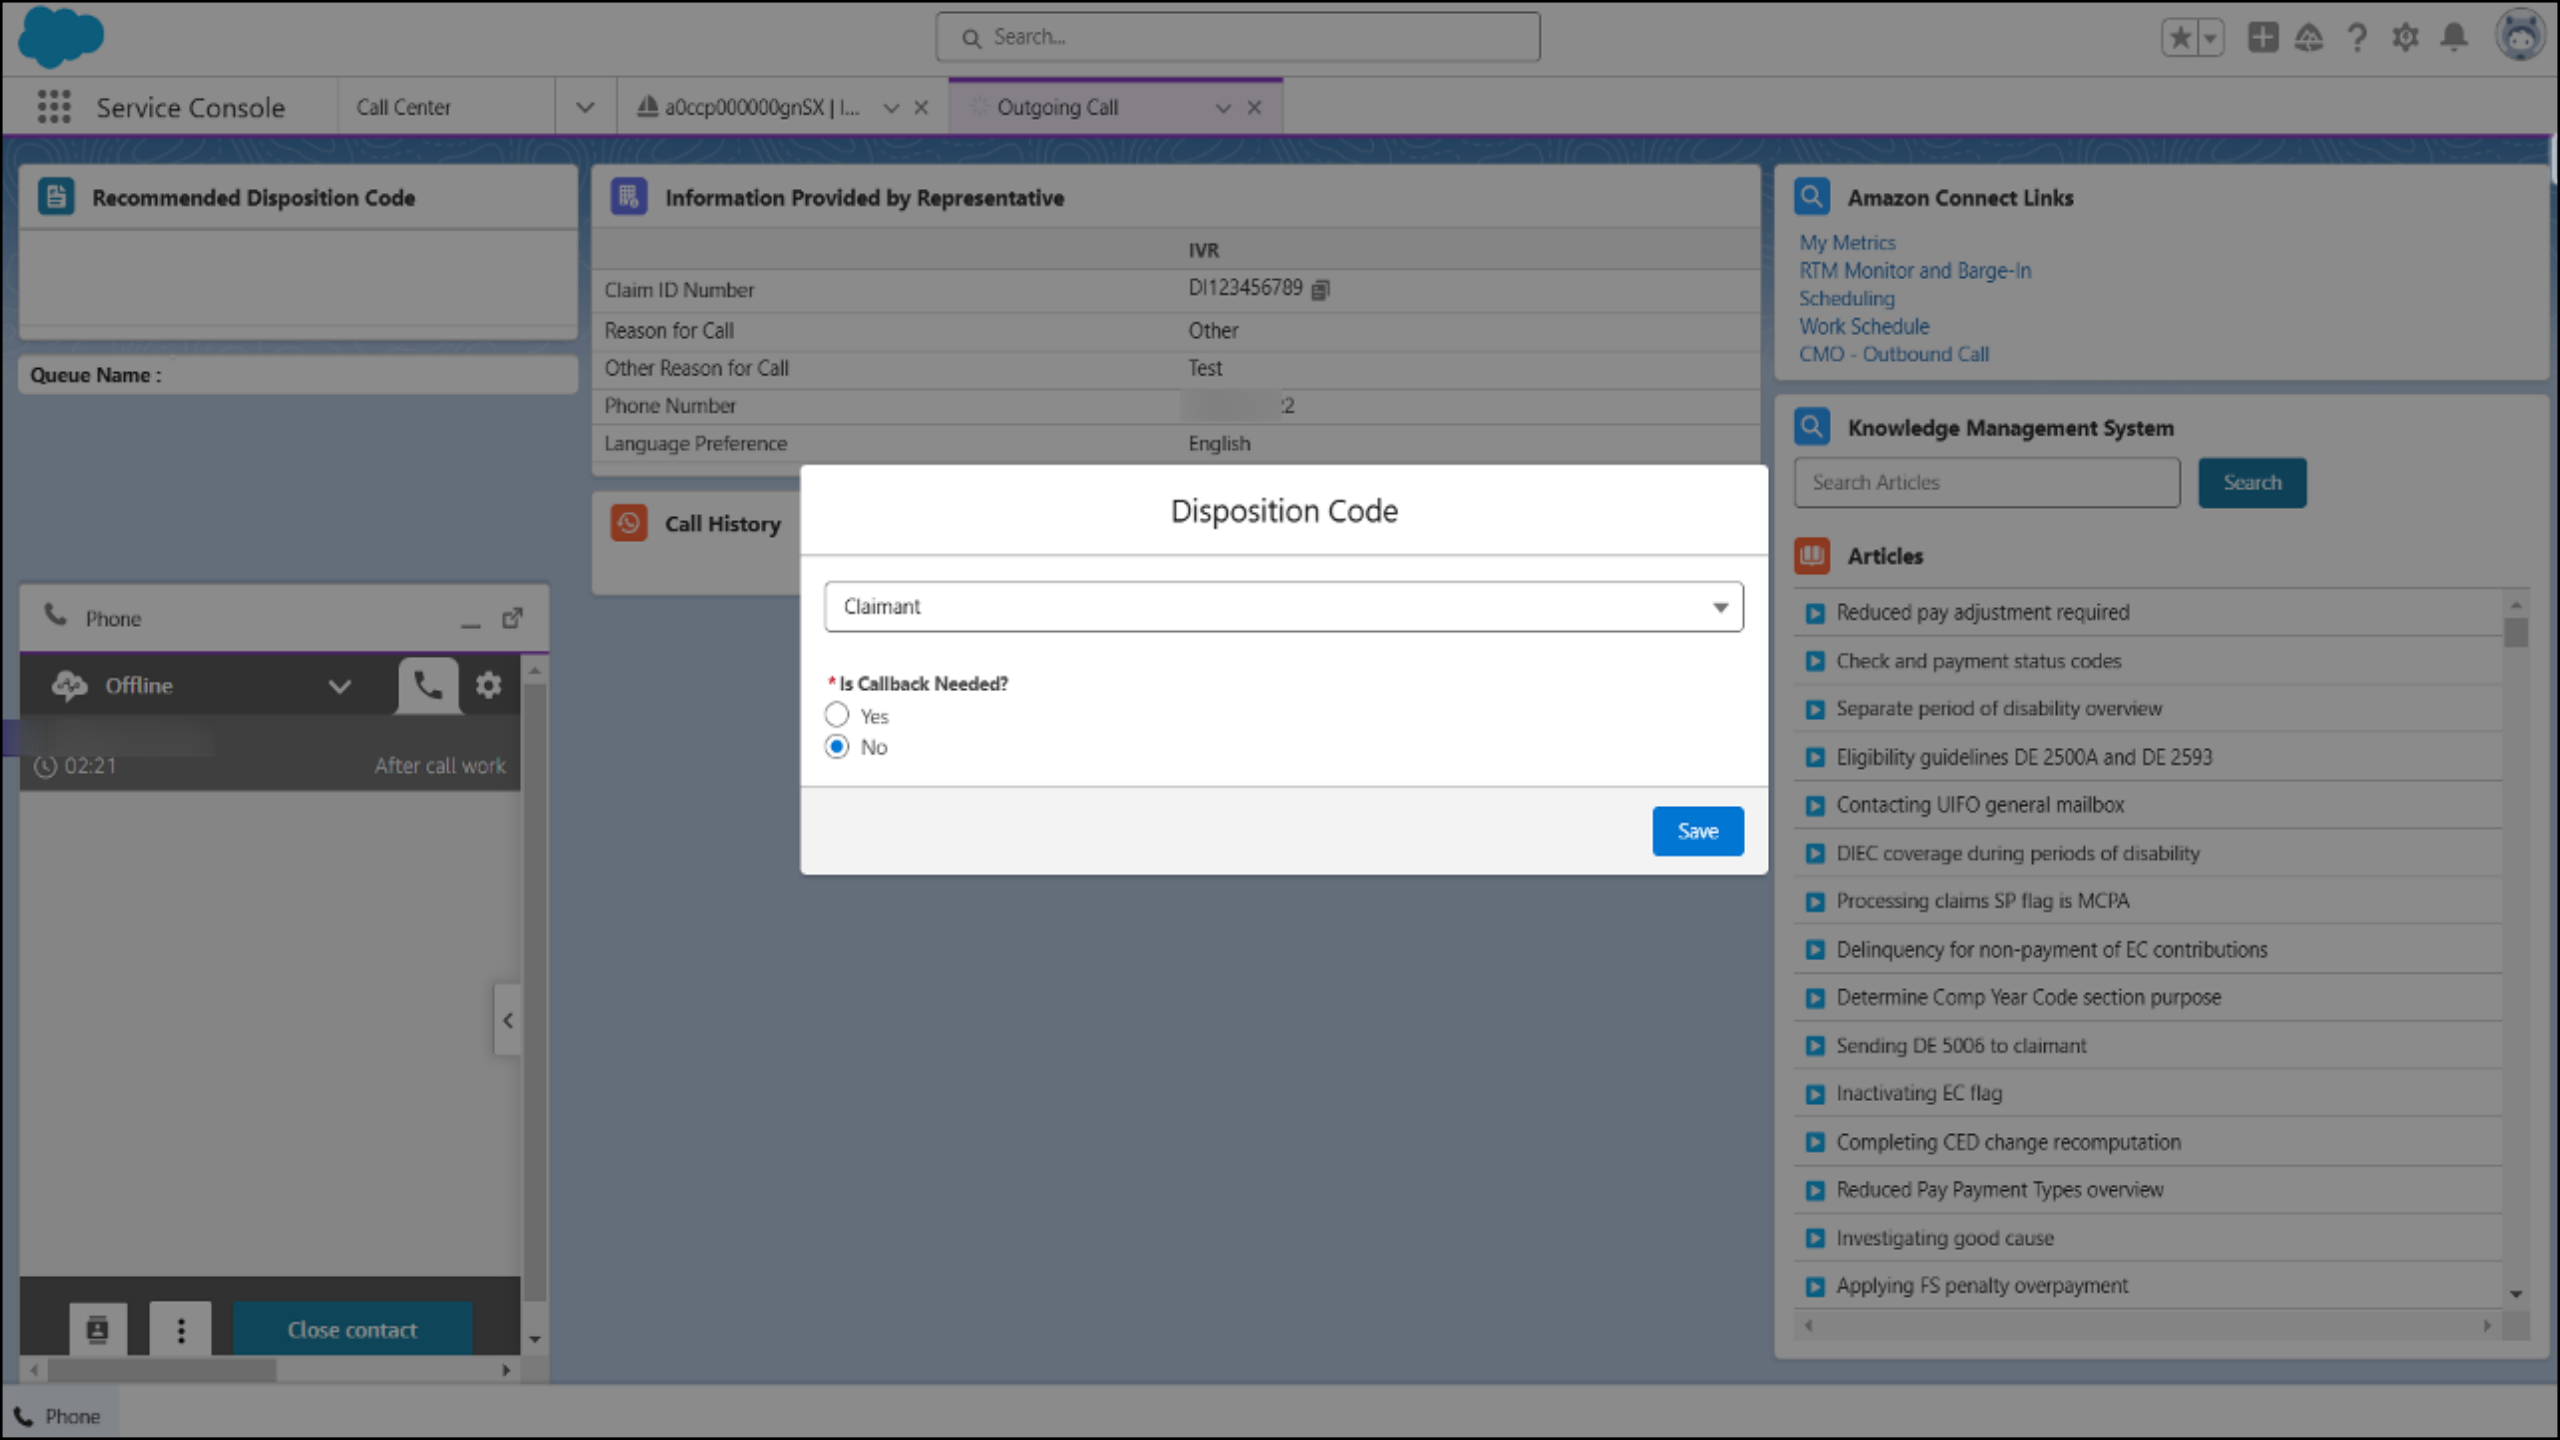 Search...
Service Console
Call Center
a0ccp000000gnSX | I...
Outgoing Call
Recommended Disposition Code
Queue Name :
Information Provided by Representative
IVR
Claim ID Number DI123456789
Reason for Call Other
Other Reason for Call Test
Phone Number 2
Language Preference English
Call History
Amazon Connect Links
My Metrics
RTM Monitor and Barge-In
Scheduling
Work Schedule
CMO - Outbound Call
Knowledge Management System
Search Articles
Search
Articles
Reduced pay adjustment required
Check and payment status codes
Separate period of disability overview
Eligibility guidelines DE 2500A and DE 2593
Contacting UIFO general mailbox
DIEC coverage during periods of disability
Processing claims SP flag is MCPA
Delinquency for non-payment of EC contributions
Determine Comp Year Code section purpose
Sending DE 5006 to claimant
Inactivating EC flag
Completing CED change recomputation
Reduced Pay Payment Types overview
Investigating good cause
Applying FS penalty overpayment
Disposition Code
Claimant
*Is Callback Needed?
Yes
No
Save
Phone
Offline
02:21 After call work
Close contact
Phone